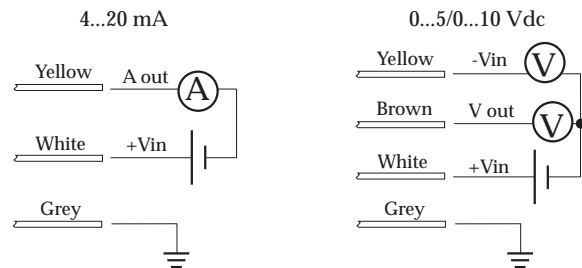 4...20 mA
Yellow A out A
White +Vin
Grey
0...5/0...10 Vdc
Yellow -Vin V
Brown V out V
White +Vin
Grey